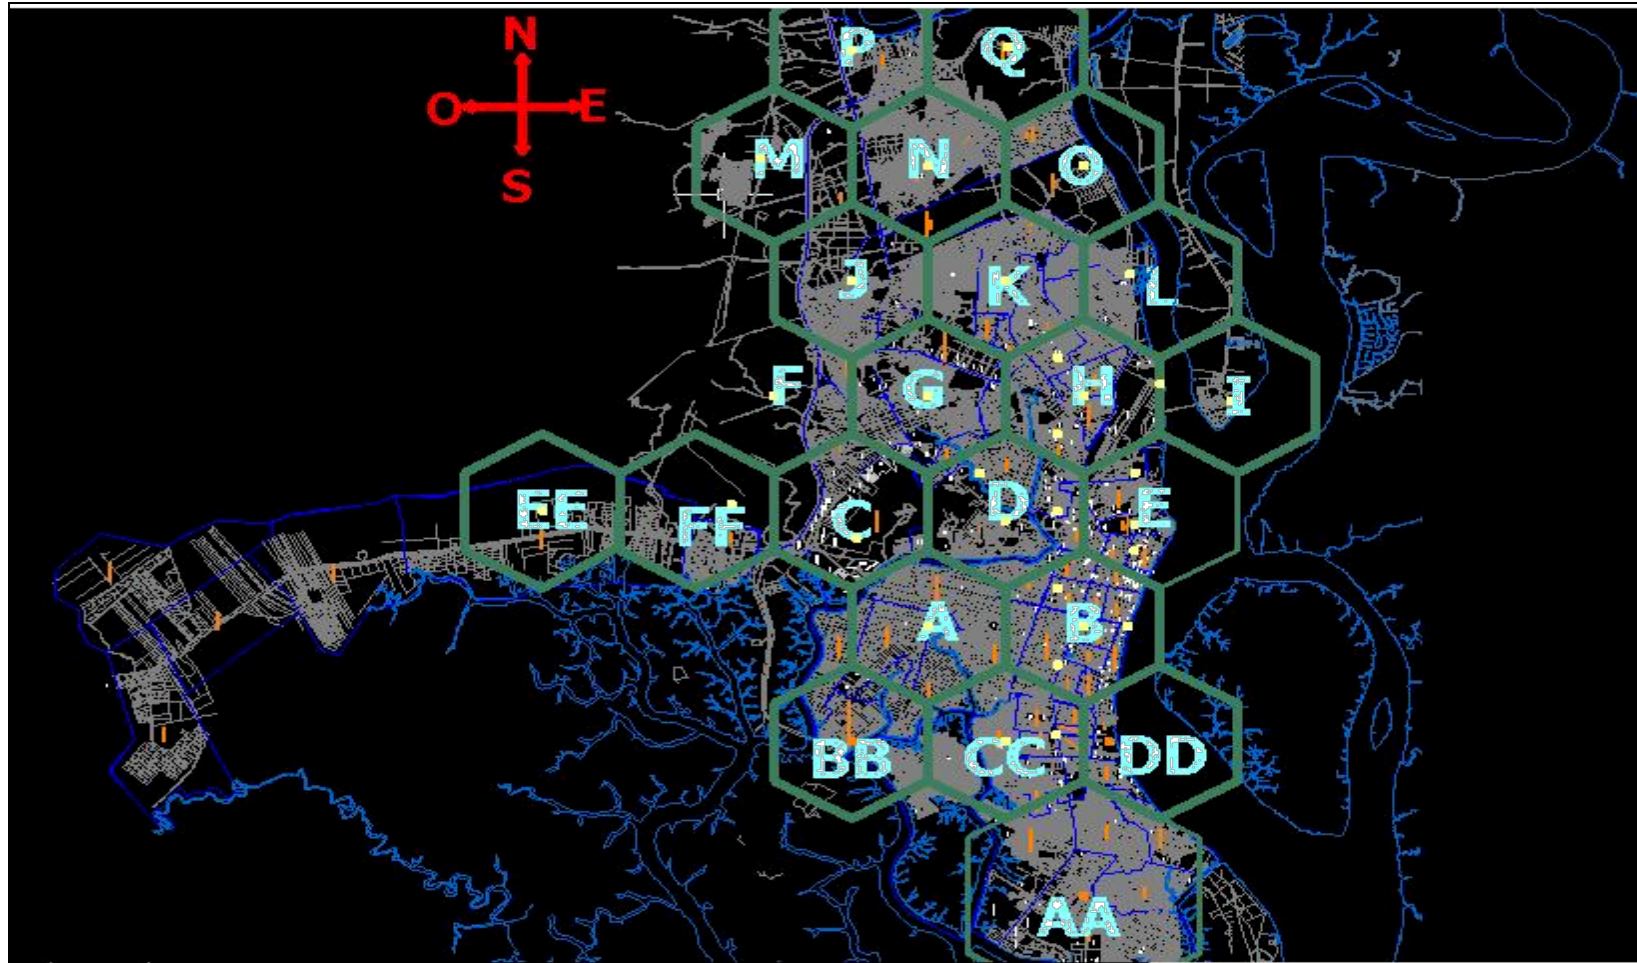 N
O E
S
P Q
M N O
J K L
F G H I
EE FF C D E
A B
BB CC DD
AA